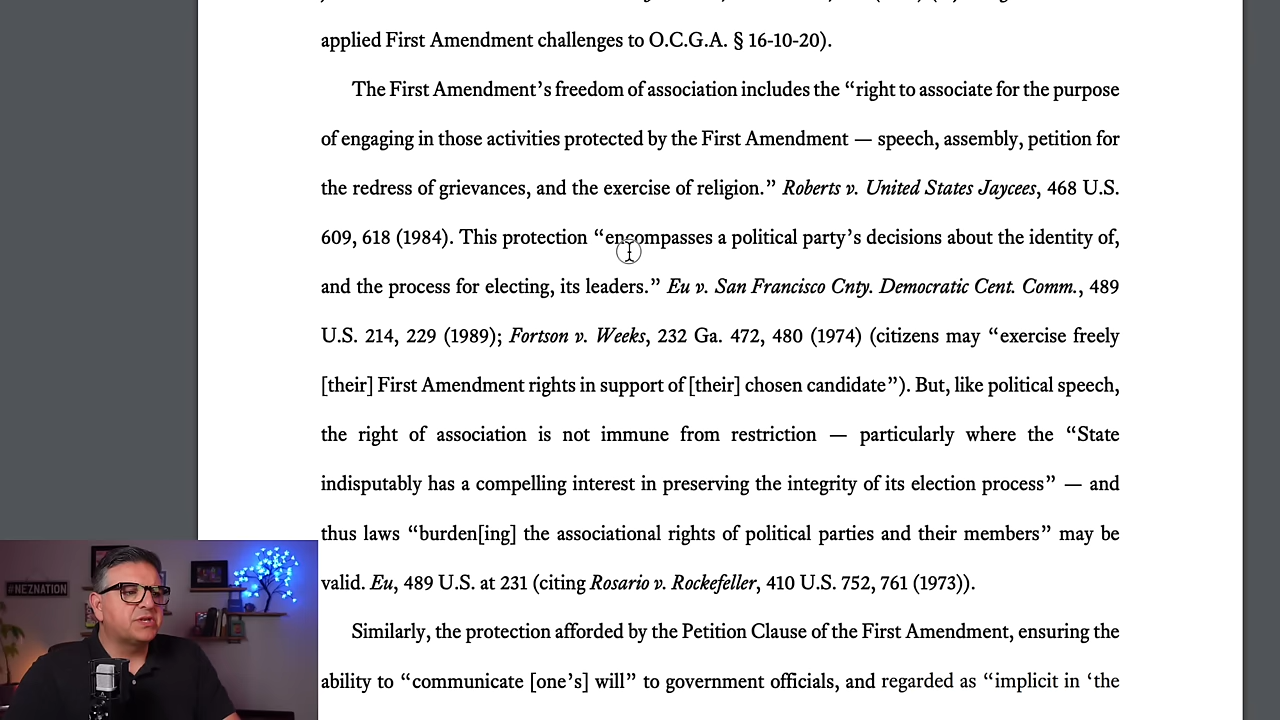 applied First Amendment challenges to O.C.G.A. § 16-10-20).
The First Amendment’s freedom of association includes the “right to associate for the purpose
of engaging in those activities protected by the First Amendment — speech, assembly, petition for
the redress of grievances, and the exercise of religion.” Roberts v. United States Jaycees, 468 U.S.
609, 618 (1984). This protection “encompasses a political party’s decisions about the identity of,
and the process for electing, its leaders.” Eu v. San Francisco Cnty. Democratic Cent. Comm., 489
U.S. 214, 229 (1989); Fortson v. Weeks, 232 Ga. 472, 480 (1974) (citizens may “exercise freely
[their] First Amendment rights in support of [their] chosen candidate”). But, like political speech,
the right of association is not immune from restriction — particularly where the “State
indisputably has a compelling interest in preserving the integrity of its election process” — and
thus laws “burden[ing] the associational rights of political parties and their members” may be
valid. Eu, 489 U.S. at 231 (citing Rosario v. Rockefeller, 410 U.S. 752, 761 (1973)).
Similarly, the protection afforded by the Petition Clause of the First Amendment, ensuring the
ability to “communicate [one’s] will” to government officials, and regarded as “implicit in ‘the
#NEZNATION